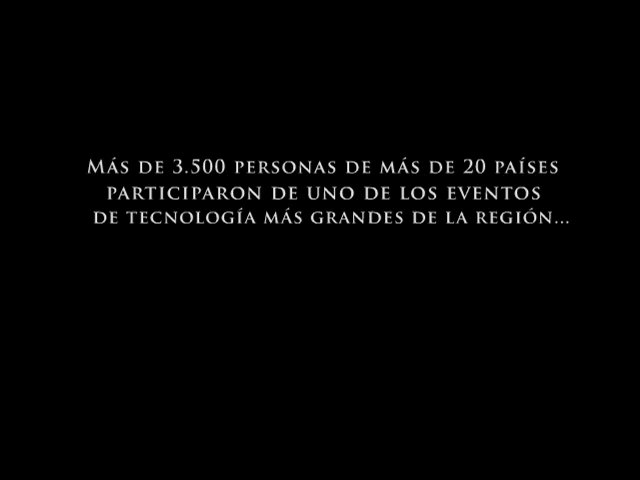 MÁS DE 3.500 PERSONAS DE MÁS DE 20 PAÍSES
PARTICIPARON DE UNO DE LOS EVENTOS
DE TECNOLOGÍA MÁS GRANDES DE LA REGIÓN...